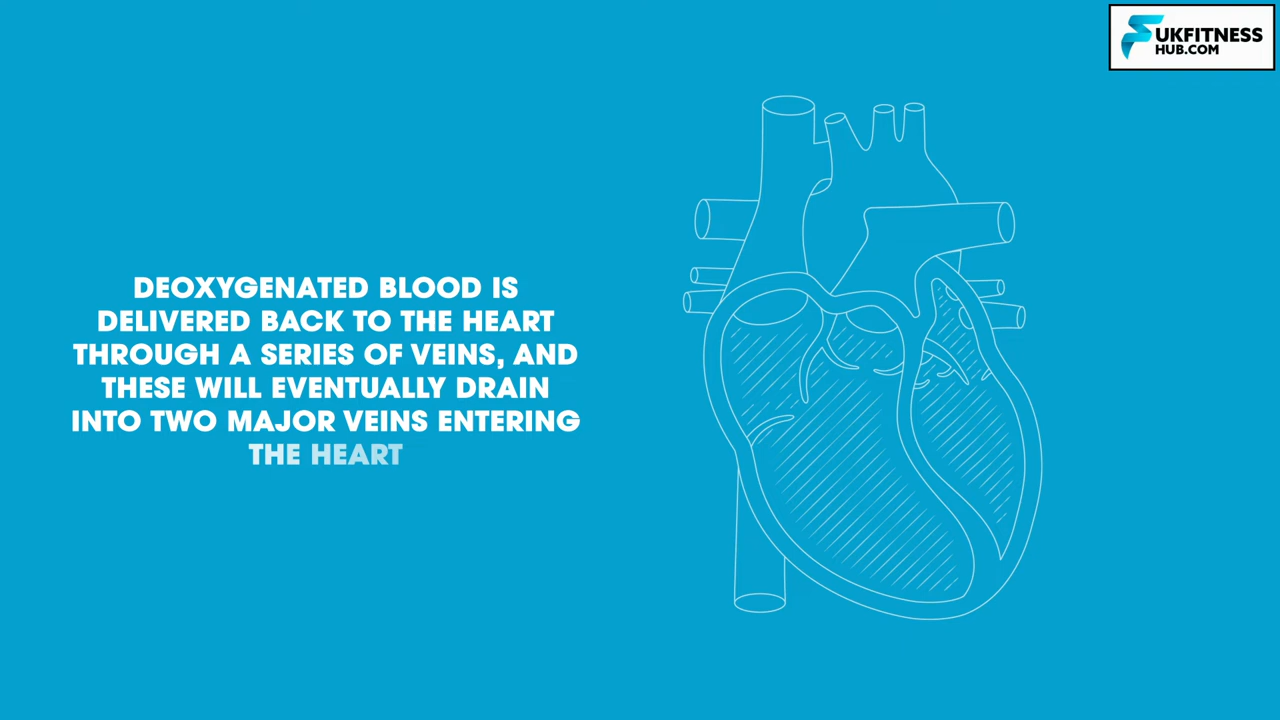 UKFITNESS
HUB.COM
DEOXYGENATED BLOOD IS
DELIVERED BACK TO THE HEART
THROUGH A SERIES OF VEINS, AND
THESE WILL EVENTUALLY DRAIN
INTO TWO MAJOR VEINS ENTERING
THE HEART